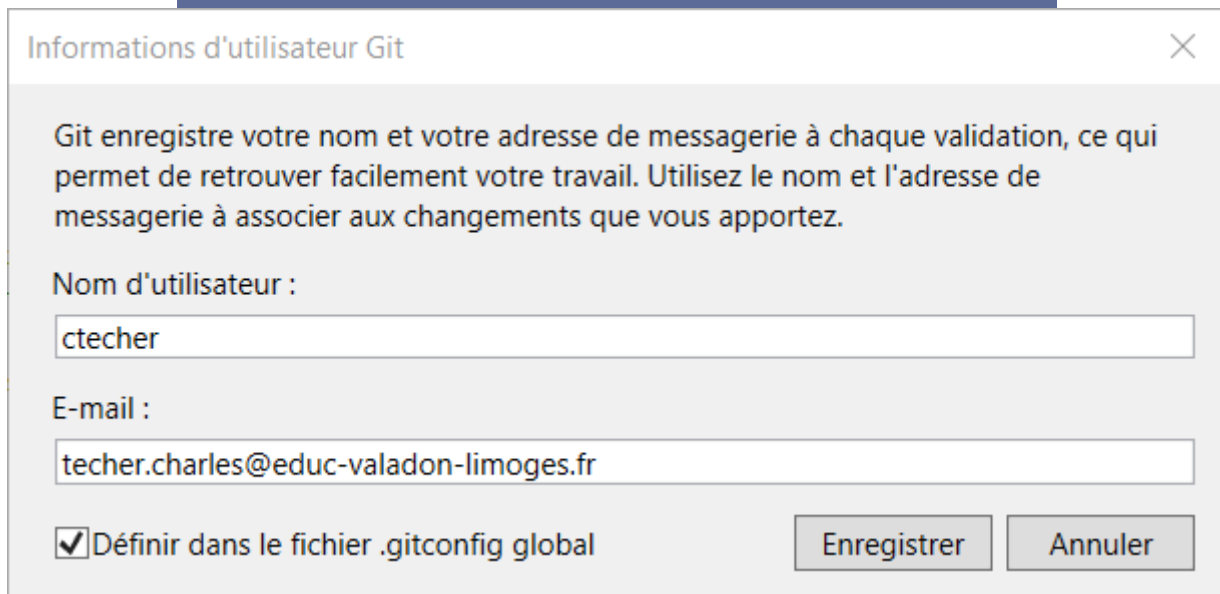 Informations d'utilisateur Git
Git enregistre votre nom et votre adresse de messagerie à chaque validation, ce qui
permet de retrouver facilement votre travail. Utilisez le nom et l'adresse de
messagerie à associer aux changements que vous apportez.
Nom d'utilisateur :
ctecher
E-mail :
techer.charles@educ-valadon-limoges.fr
Définir dans le fichier .gitconfig global
Enregistrer
Annuler